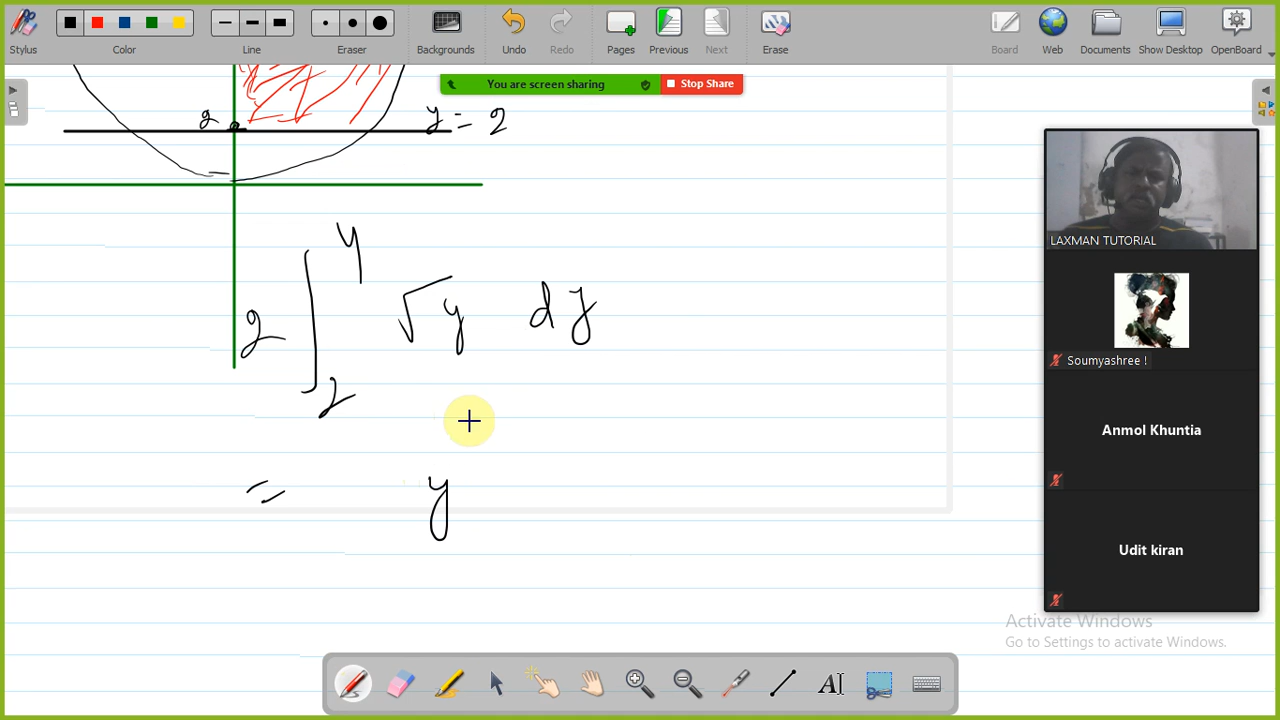 Stylus Color Line Eraser Backgrounds Undo Redo Pages Previous Next Erase Board Web Documents Show Desktop OpenBoard
You are screen sharing Stop Share
2 y = 2
LAXMAN TUTORIAL
4
2 ∫ √y dy
2
Soumyashree !
Anmol Khuntia
= y
Udit kiran
Activate Windows
Go to Settings to activate Windows.